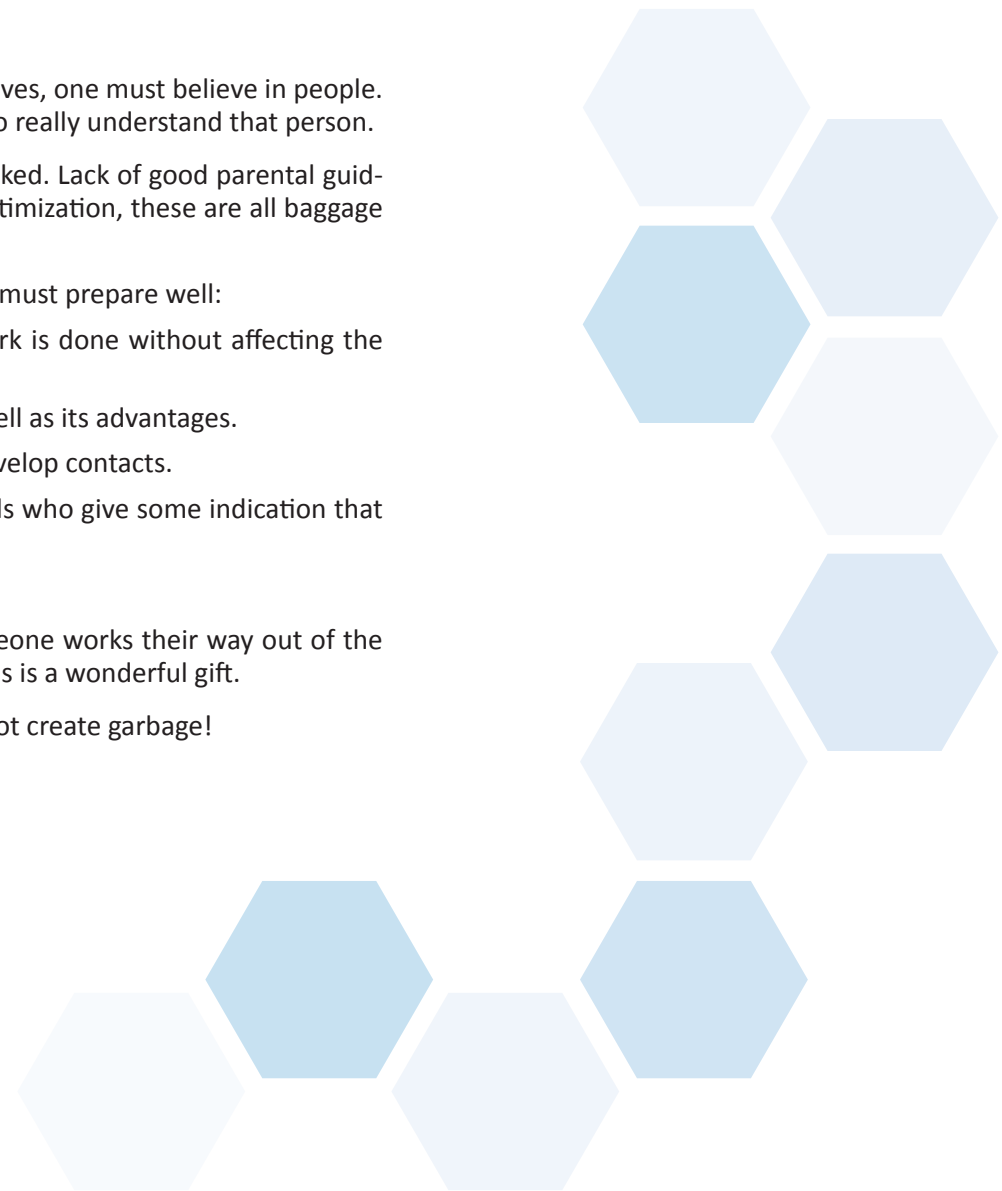 ves, one must believe in people.
o really understand that person.
ked. Lack of good parental guid-
timization, these are all baggage
must prepare well:
rk is done without affecting the
ell as its advantages.
velop contacts.
ls who give some indication that
eone works their way out of the
s is a wonderful gift.
ot create garbage!